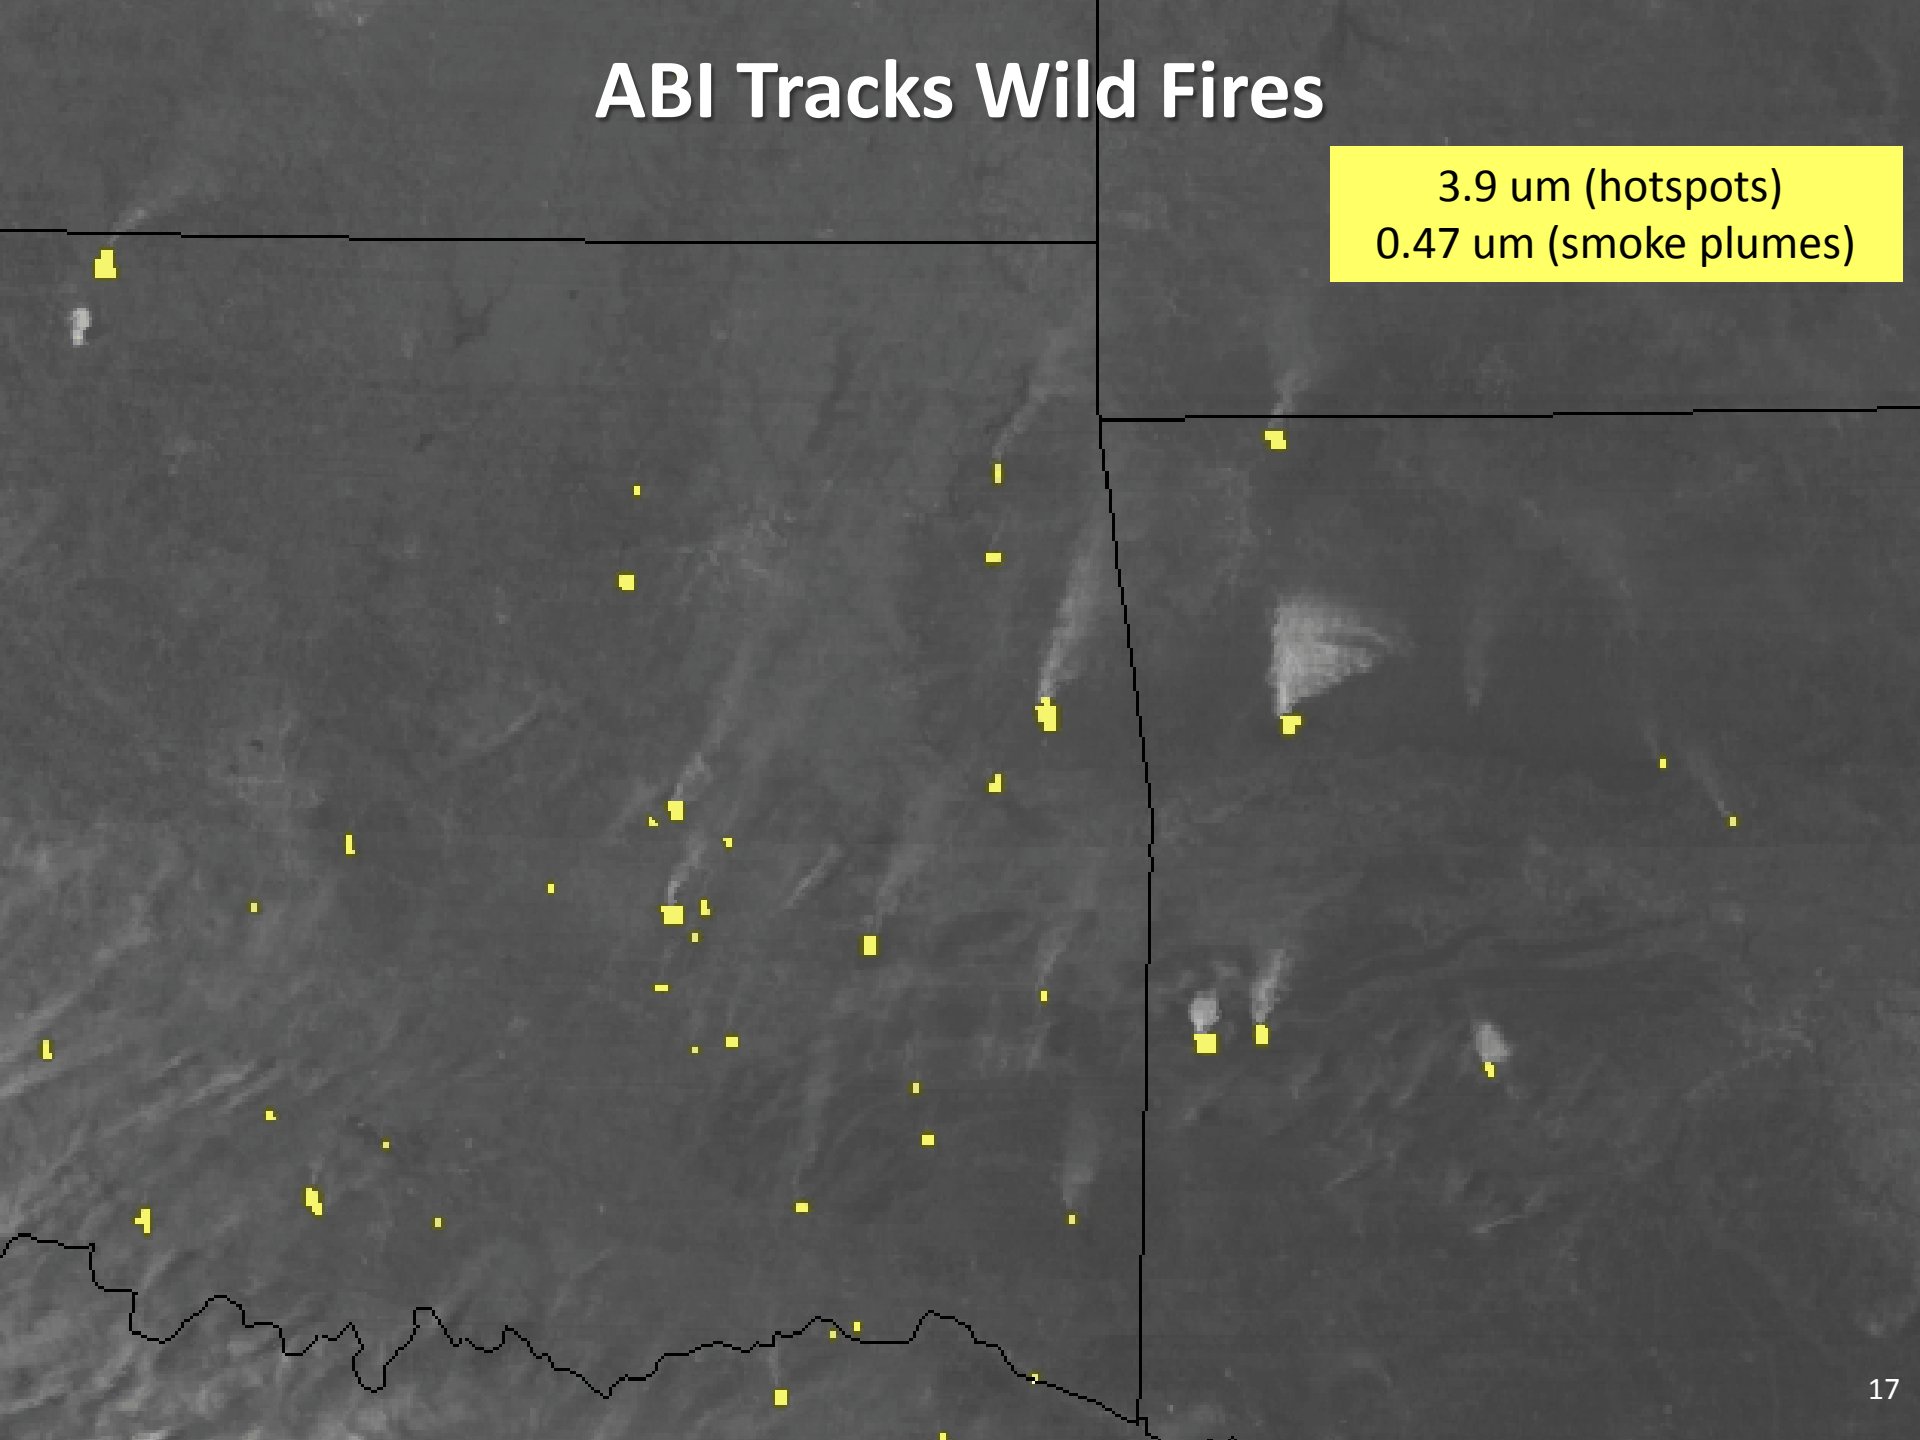 ABI Tracks Wild Fires
3.9 um (hotspots)
0.47 um (smoke plumes)
17